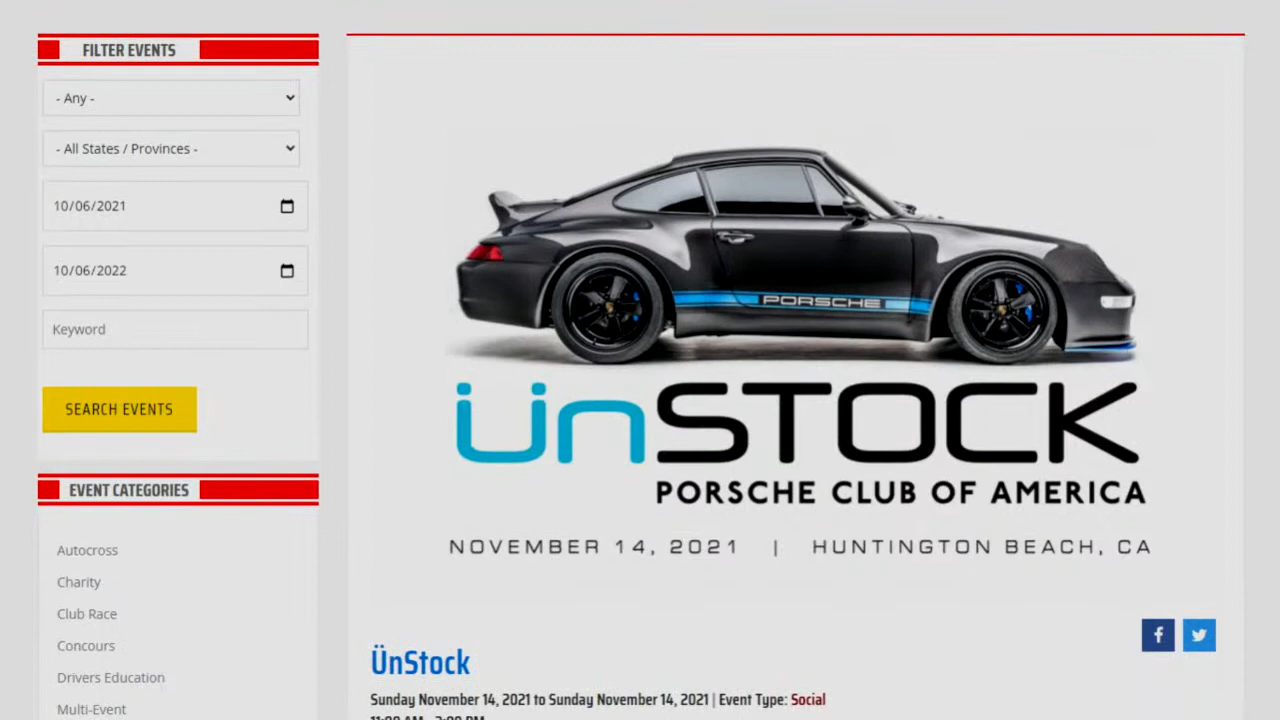 FILTER EVENTS
- Any -
- All States / Provinces -
10/06/2021
10/06/2022
Keyword
SEARCH EVENTS
EVENT CATEGORIES
Autocross
Charity
Club Race
Concours
Drivers Education
Multi-Event
PORSCHE
ÜnSTOCK
PORSCHE CLUB OF AMERICA
NOVEMBER 14, 2021 | HUNTINGTON BEACH, CA
ÜnStock
Sunday November 14, 2021 to Sunday November 14, 2021 | Event Type: Social